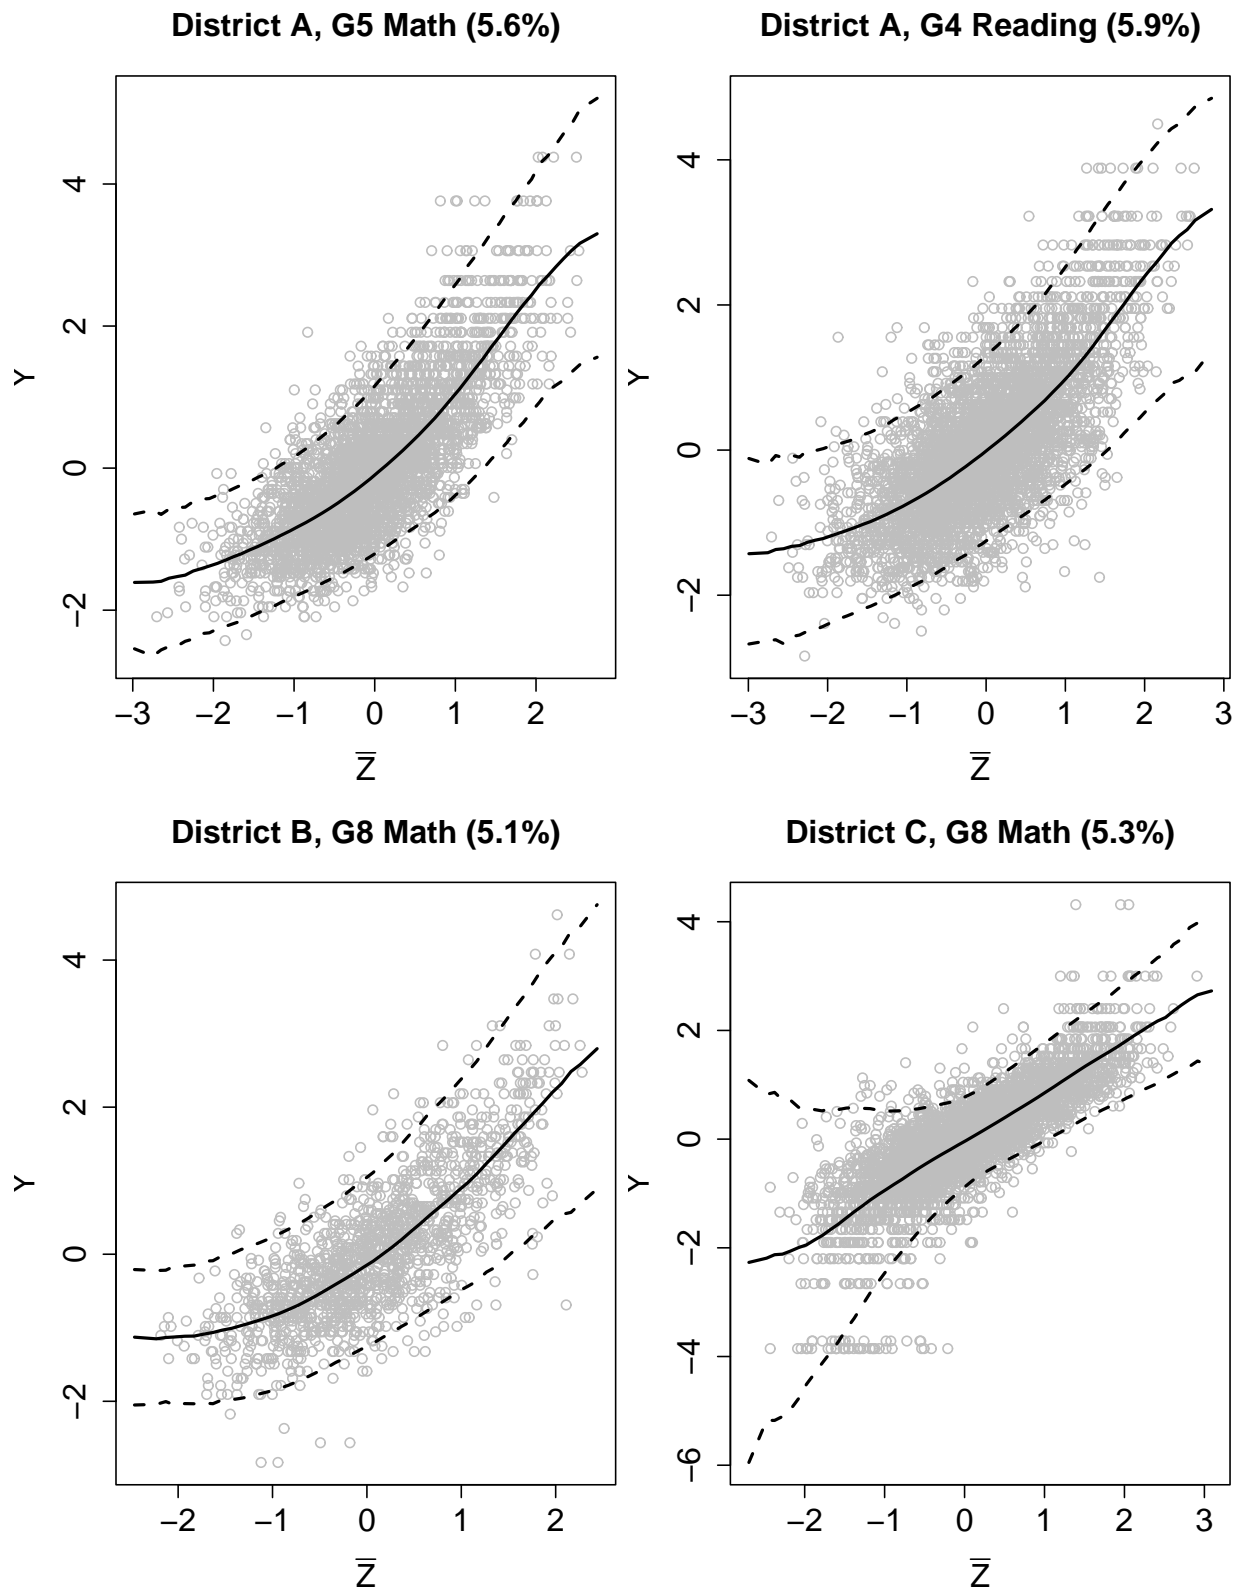 District A, G5 Math (5.6%)
Y
4
2
0
−2
−3 −2 −1 0 1 2
Z̅
District A, G4 Reading (5.9%)
Y
4
2
0
−2
−3 −2 −1 0 1 2 3
Z̅
District B, G8 Math (5.1%)
Y
4
2
0
−2
−2 −1 0 1 2
Z̅
District C, G8 Math (5.3%)
Y
4
2
0
−2
−4
−6
−2 −1 0 1 2 3
Z̅